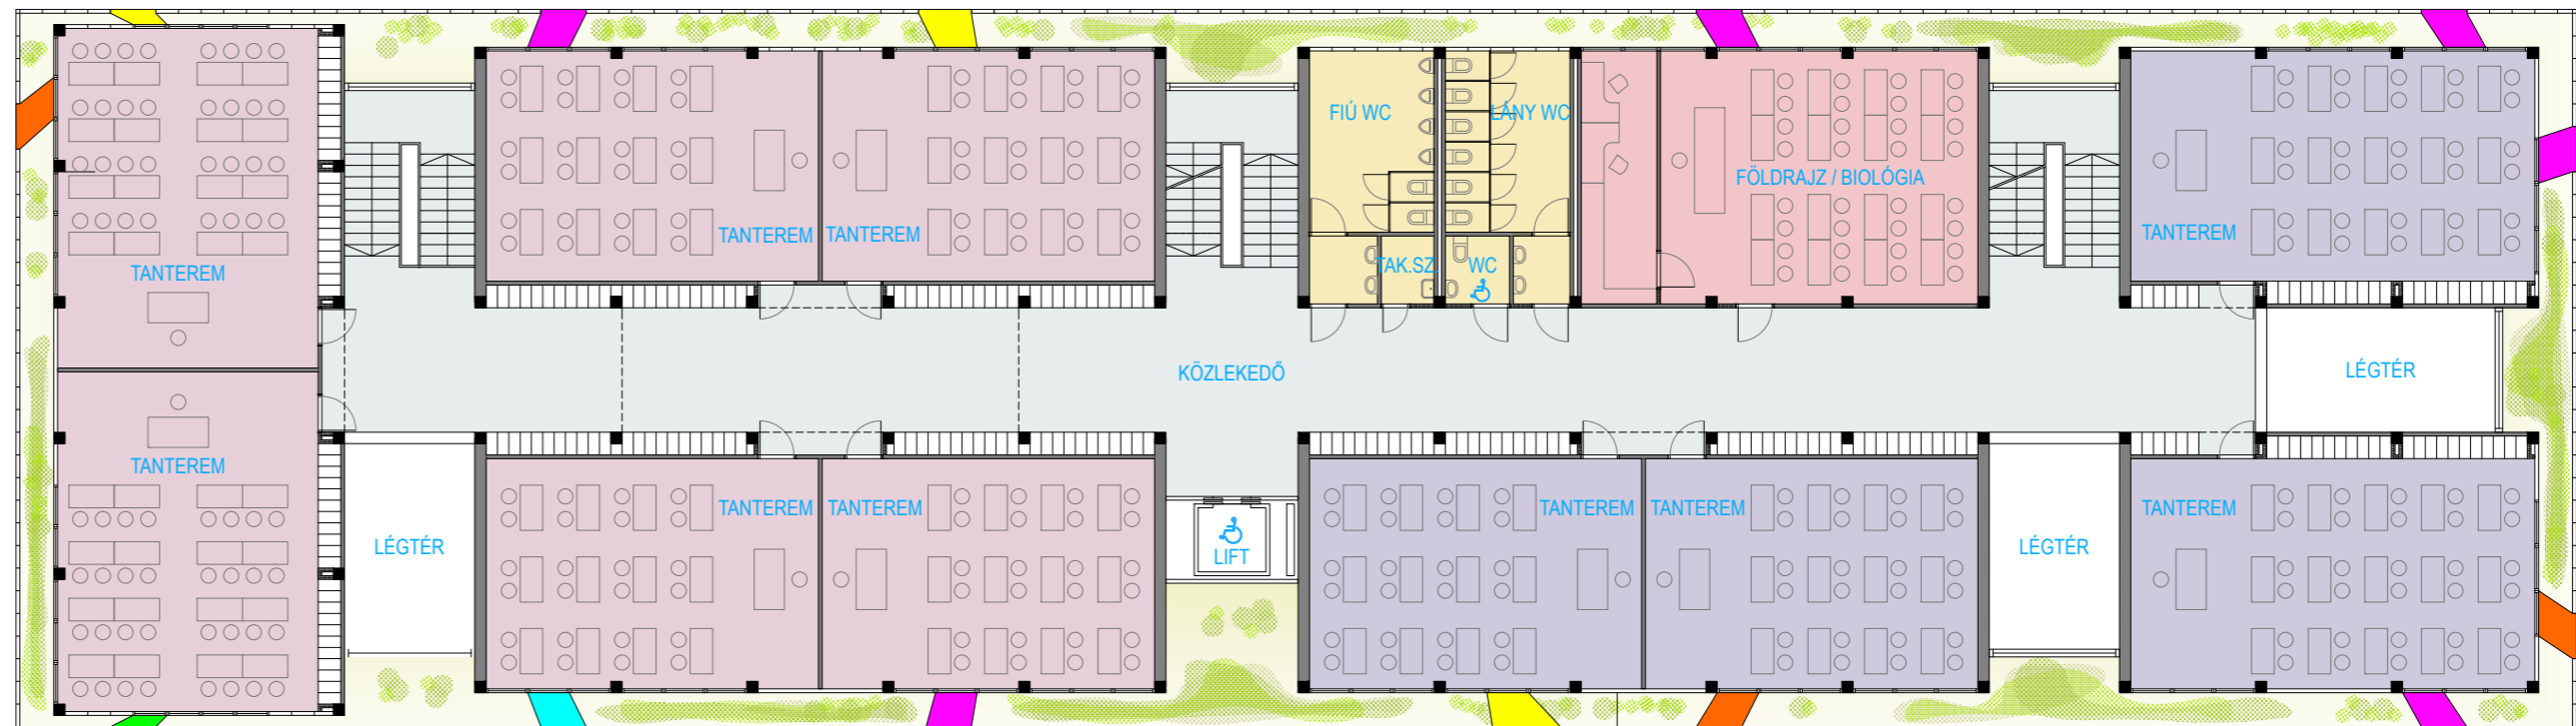 FIÚ WC
LÁNY WC
FÖLDRAJZ / BIOLÓGIA
TANTEREM
TANTEREM
TANTEREM
TANTEREM
TANTEREM
TAK.SZ.
WC
KÖZLEKEDŐ
LÉGTÉR
TANTEREM
TANTEREM
TANTEREM
TANTEREM
TANTEREM
TANTEREM
LÉGTÉR
LIFT
LÉGTÉR